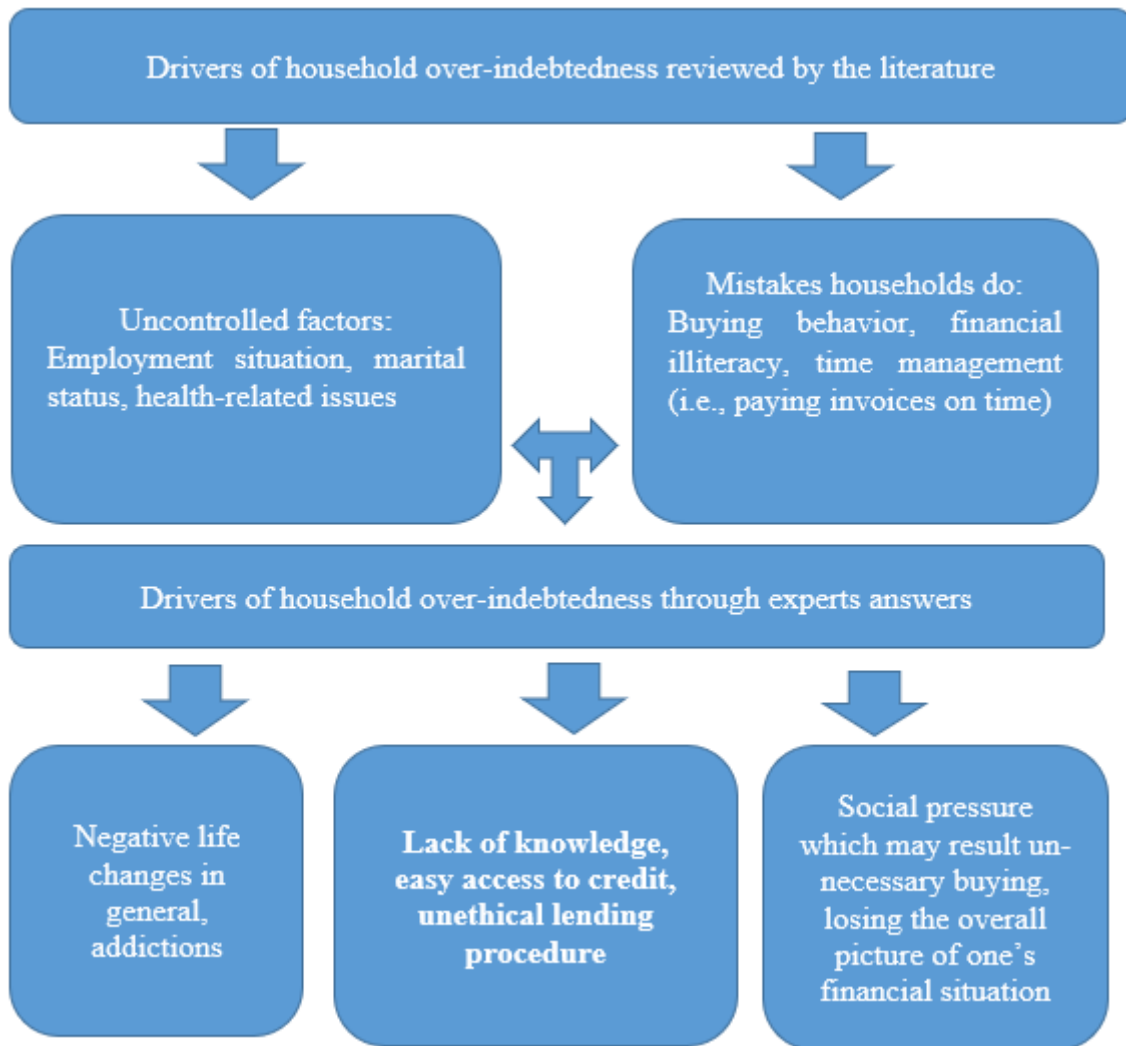 Drivers of household over-indebtedness reviewed by the literature
Uncontrolled factors:
Employment situation, marital
status, health-related issues
Mistakes households do:
Buying behavior, financial
illiteracy, time management
(i.e., paying invoices on time)
Drivers of household over-indebtedness through experts answers
Negative life
changes in
general,
addictions
Lack of knowledge,
easy access to credit,
unethical lending
procedure
Social pressure
which may result un-
necessary buying,
losing the overall
picture of one’s
financial situation